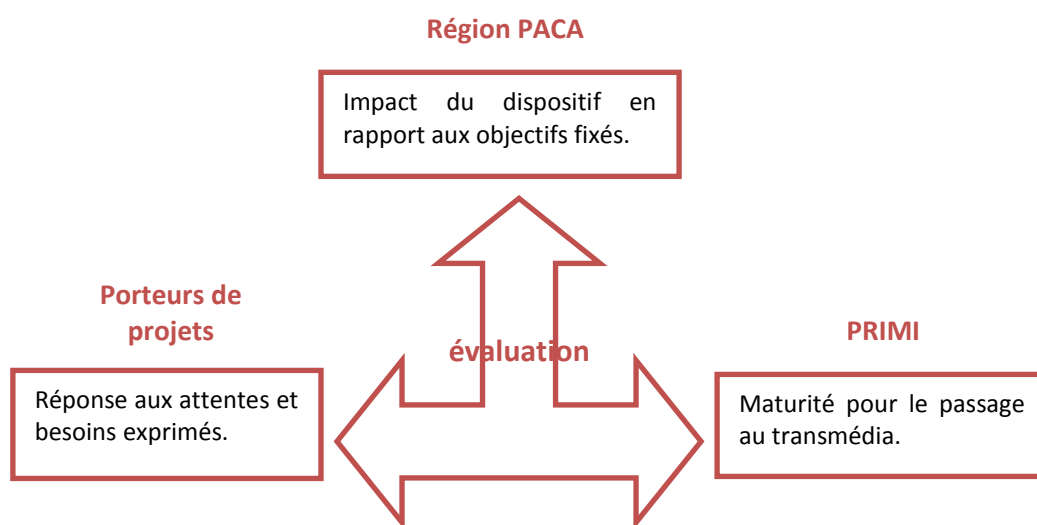 Région PACA
Impact du dispositif en
rapport aux objectifs fixés.
Porteurs de
projets
Réponse aux attentes et
besoins exprimés.
évaluation
PRIMI
Maturité pour le passage
au transmédia.